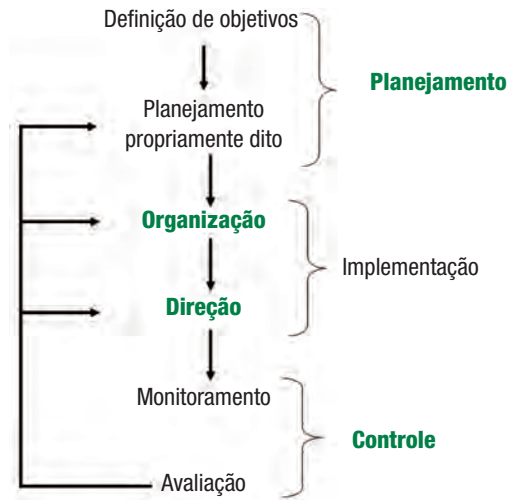 Definição de objetivos
Planejamento
Planejamento
propriamente dito
Organização
Implementação
Direção
Monitoramento
Controle
Avaliação